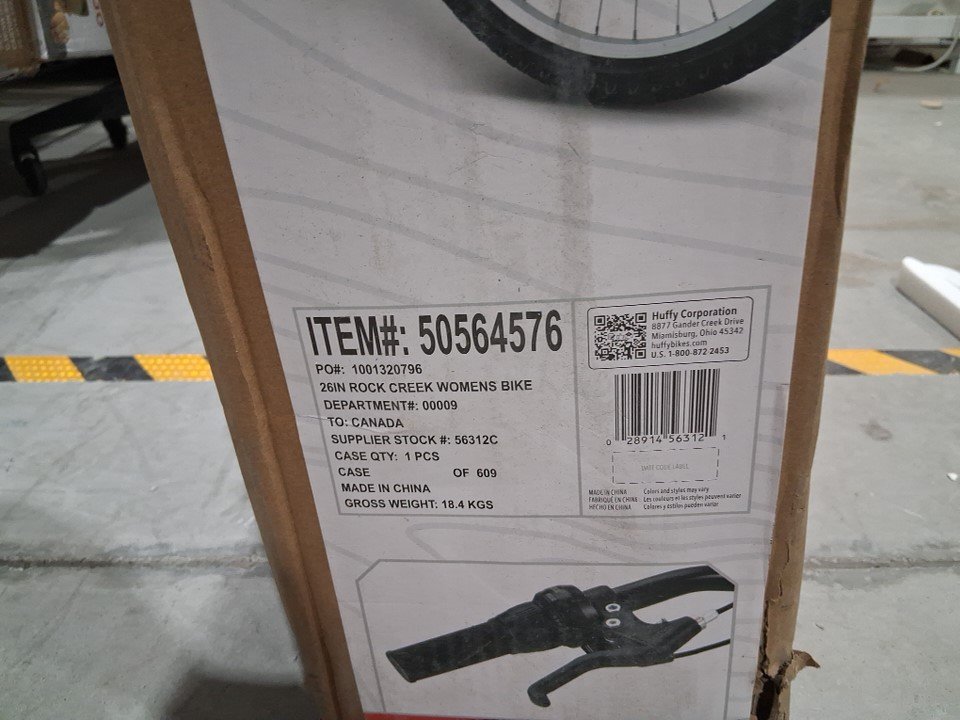 ITEM#: 50564576
PO#: 1001320796
26IN ROCK CREEK WOMENS BIKE
DEPARTMENT#: 00009
TO: CANADA
SUPPLIER STOCK #: 56312C
CASE QTY: 1 PCS
CASE OF 609
MADE IN CHINA
GROSS WEIGHT: 18.4 KGS
Huffy Corporation
8877 Gander Creek Drive
Miamisburg, Ohio 45342
huffybikes.com
U.S. 1-800-872 2453
0 28914 56312 1
DATE CODE LABEL
MADE IN CHINA Colors and styles may vary
FABRIQUÉ EN CHINE Les couleurs et les styles peuvent varier
HECHO EN CHINA Colores y estilos pueden variar